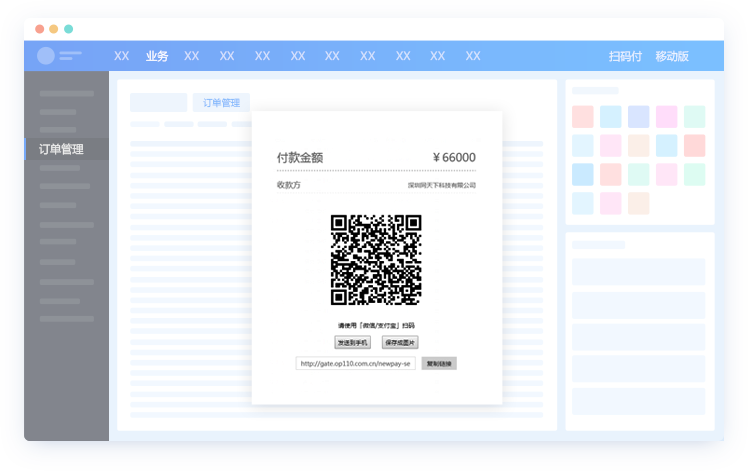 XX 业务 XX XX XX XX XX XX XX XX XX 扫码付 移动版
订单管理
订单管理
付款金额 ¥66000
收款方 深圳网天下科技有限公司
请使用「微信/支付宝」扫码
发送到手机 保存成图片
http://gate.op110.com.cn/newpay-se 复制链接